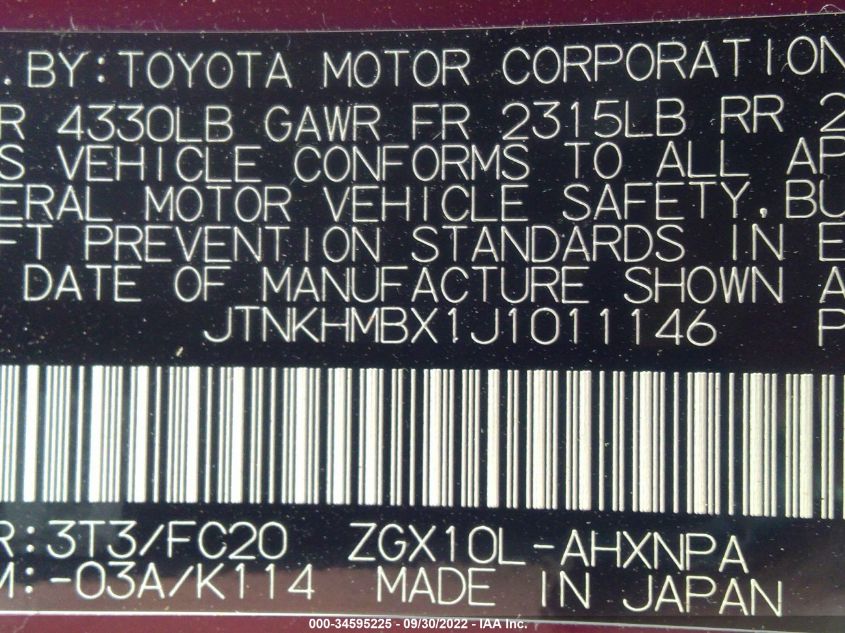 . BY: TOYOTA MOTOR CORPORATION
R 4330LB GAWR FR 2315LB RR 2
S VEHICLE CONFORMS TO ALL AP
ERAL MOTOR VEHICLE SAFETY, BU
FT PREVENTION STANDARDS IN E
DATE OF MANUFACTURE SHOWN A
JTNKHMBX1J1011146 P
R:3T3/FC20 ZGX10L-AHXNPA
M:-03A/K114 MADE IN JAPAN
000-34595225 - 09/30/2022 - IAA Inc.